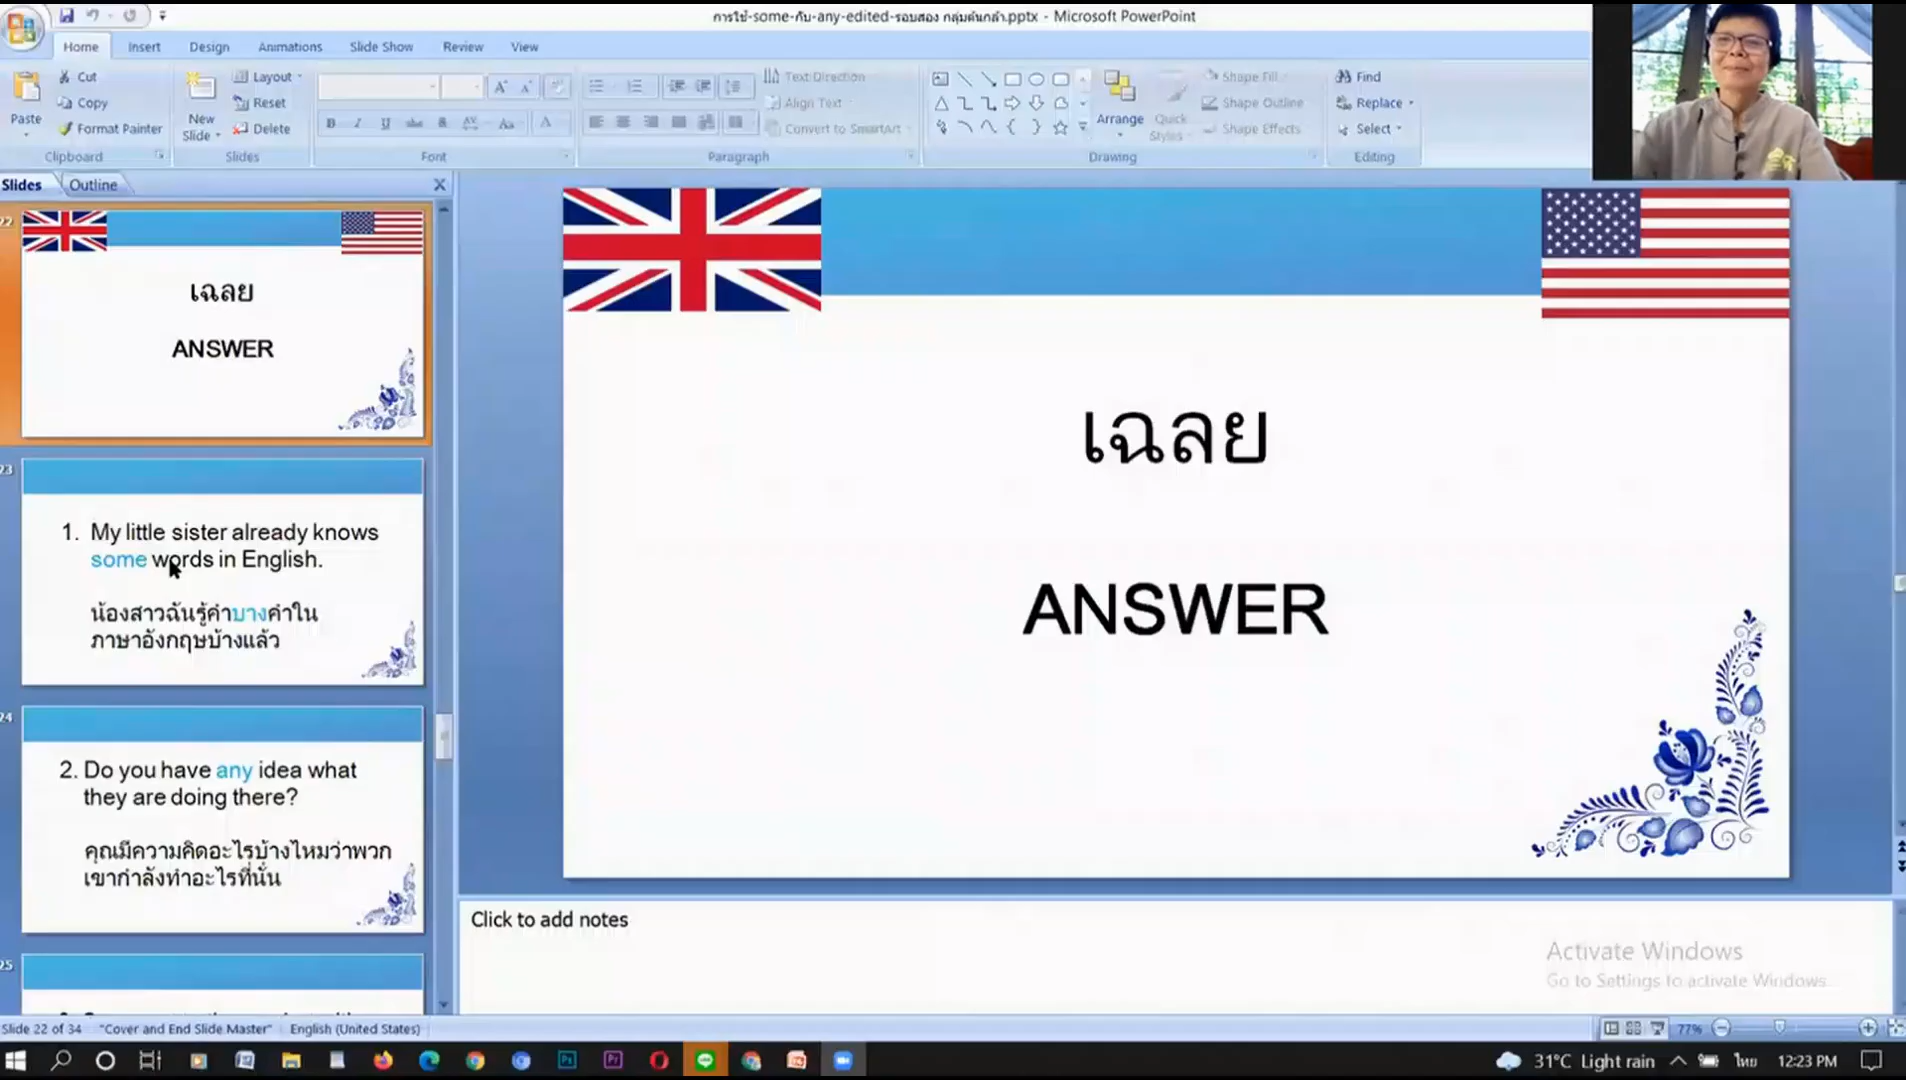 การใช้-some-กับ-any-edited-รอบสอง กลุ่มต้นกล้า.pptx - Microsoft PowerPoint
Home Insert Design Animations Slide Show Review View
Paste
Cut
Copy
Format Painter
Clipboard
New Slide
Layout
Reset
Delete
Slides
Font
Text Direction
Align Text
Convert to SmartArt
Paragraph
Arrange
Quick Styles
Shape Fill
Shape Outline
Shape Effects
Drawing
Find
Replace
Select
Editing
Slides Outline
22
เฉลย
ANSWER
23
1. My little sister already knows
some words in English.
น้องสาวฉันรู้คำบางคำใน
ภาษาอังกฤษบ้างแล้ว
24
2. Do you have any idea what
they are doing there?
คุณมีความคิดอะไรบ้างไหมว่าพวก
เขากำลังทำอะไรที่นั่น
25
เฉลย
ANSWER
Click to add notes
Activate Windows
Go to Settings to activate Windows.
Slide 22 of 34 "Cover and End Slide Master" English (United States)
77%
31°C Light rain ไทย 12:23 PM